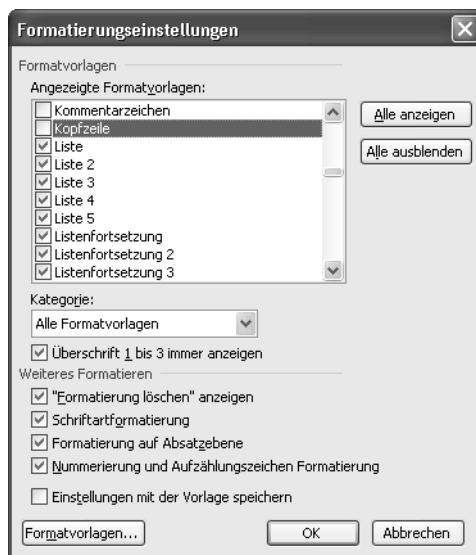 Formatierungseinstellungen
Formatvorlagen
Angezeigte Formatvorlagen:
Kommentarzeichen
Kopfzeile
Liste
Liste 2
Liste 3
Liste 4
Liste 5
Listenfortsetzung
Listenfortsetzung 2
Listenfortsetzung 3
Alle anzeigen
Alle ausblenden
Kategorie:
Alle Formatvorlagen
Überschrift 1 bis 3 immer anzeigen
Weiteres Formatieren
"Formatierung löschen" anzeigen
Schriftartformatierung
Formatierung auf Absatzebene
Nummerierung und Aufzählungszeichen Formatierung
Einstellungen mit der Vorlage speichern
Formatvorlagen... OK Abbrechen